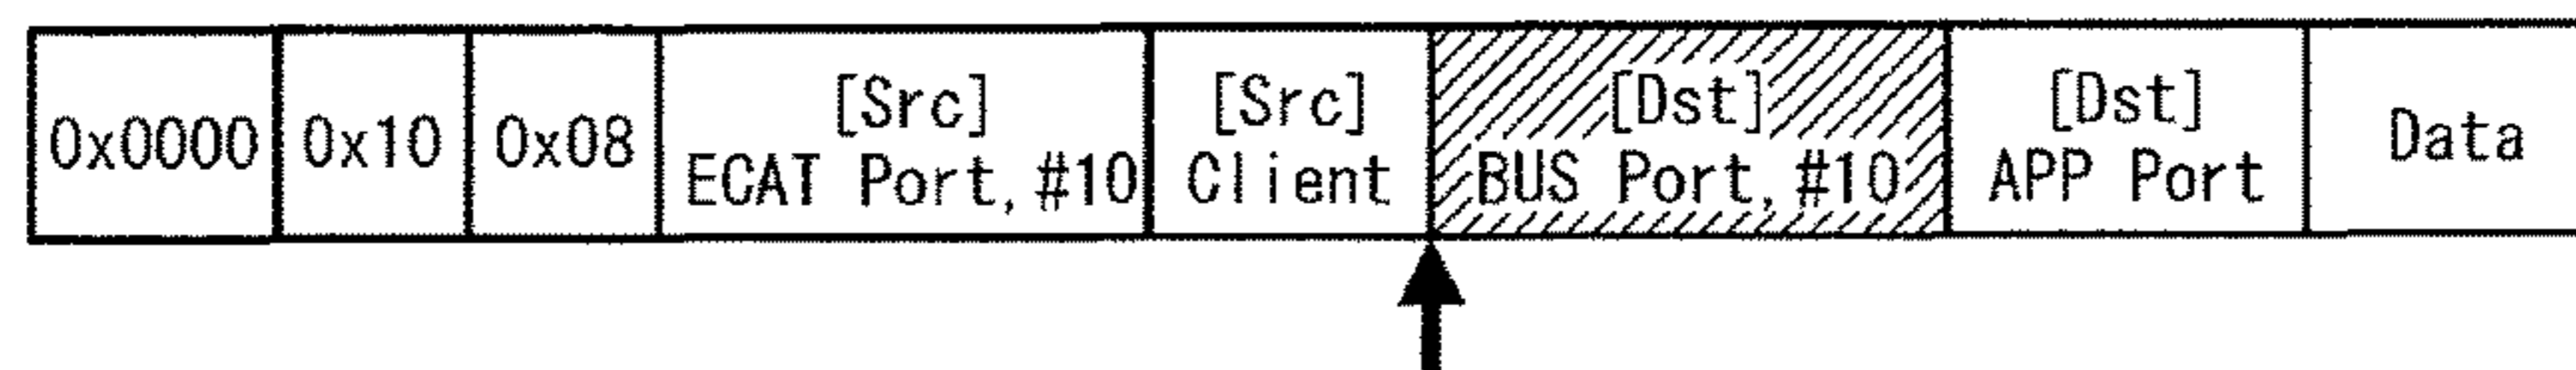 0x0000 0x10 0x08 [Src] ECAT Port, #10 [Src] Client [Dst] BUS Port, #10 [Dst] APP Port Data